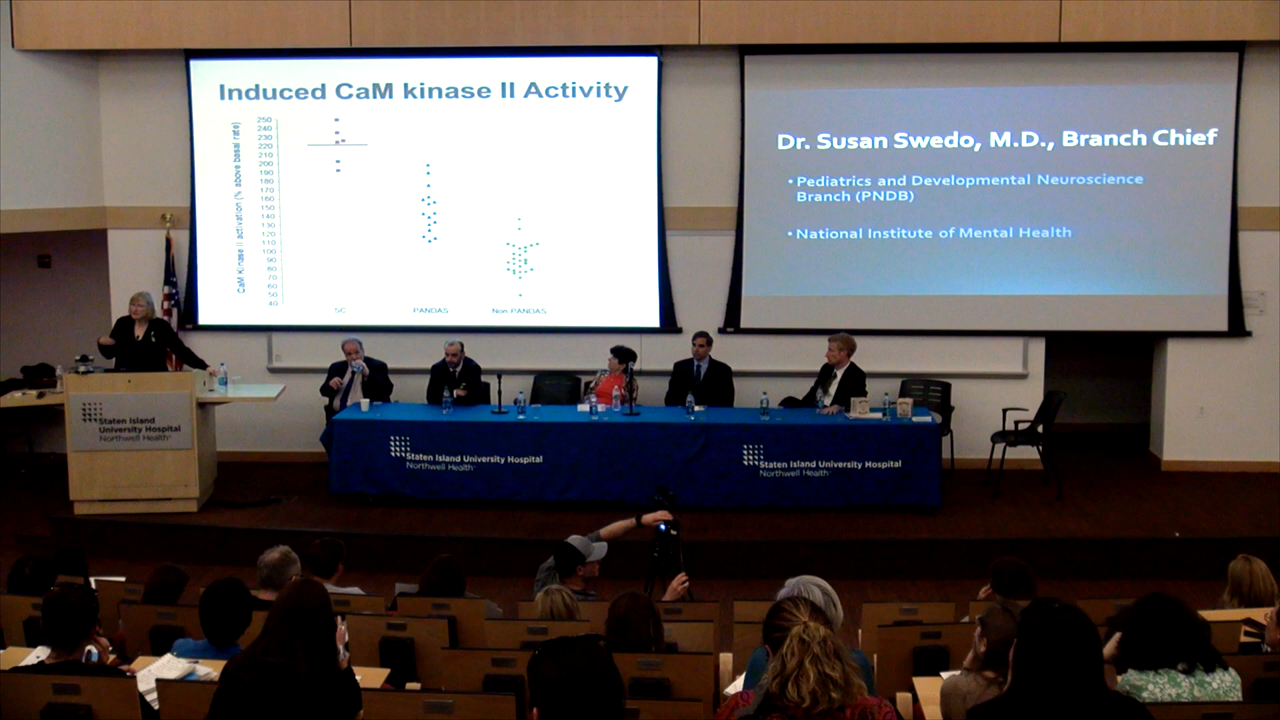 Induced CaM kinase II Activity
CaM Kinase II activation (% above basal rate)
250
240
230
220
210
200
190
180
170
160
150
140
130
120
110
100
90
80
70
60
50
40
SC
PANDAS
Non-PANDAS
Dr. Susan Swedo, M.D., Branch Chief
• Pediatrics and Developmental Neuroscience
Branch (PNDB)
• National Institute of Mental Health
Staten Island
University Hospital
Northwell Health
Staten Island University Hospital
Northwell Health
Staten Island University Hospital
Northwell Health